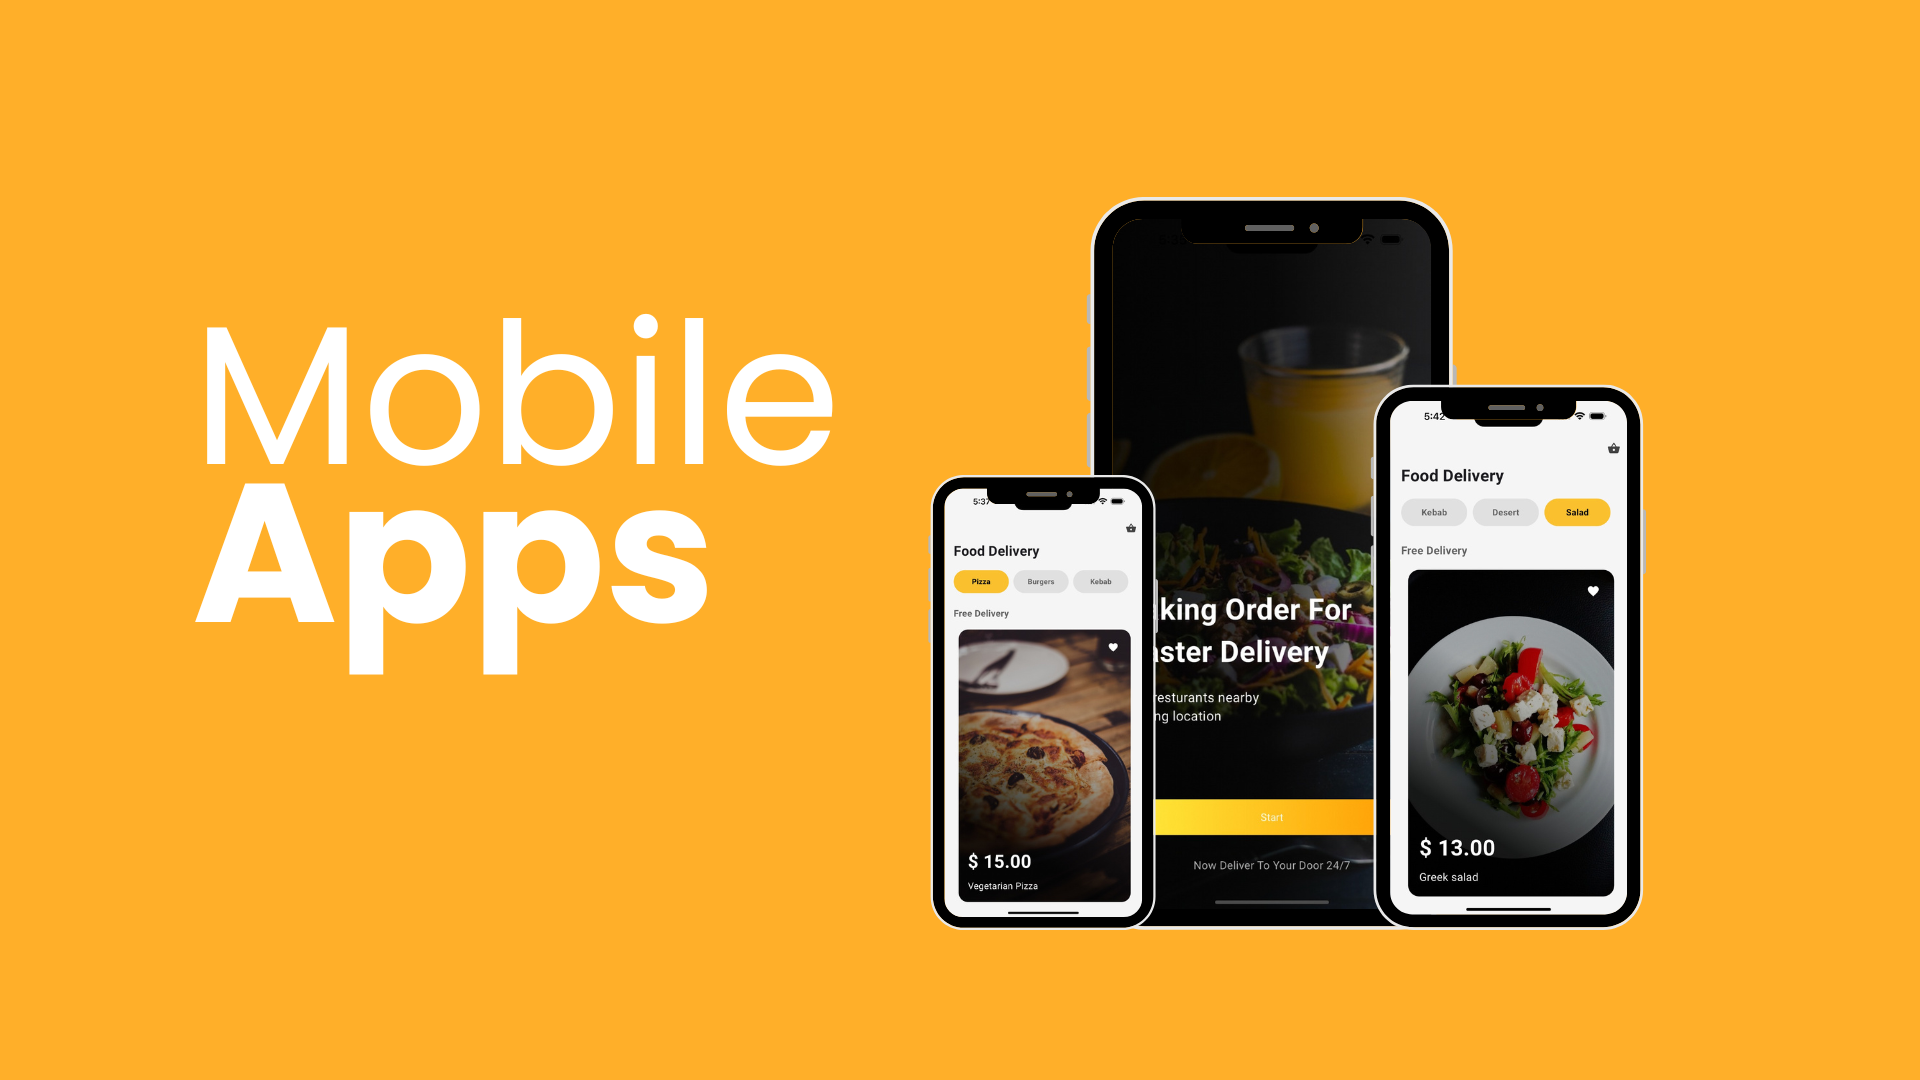 Mobile
Apps
5:37
Food Delivery
Pizza
Burgers
Kebab
Free Delivery
$ 15.00
Vegetarian Pizza
king Order For
aster Delivery
resturants nearby
ng location
Start
Now Deliver To Your Door 24/7
5:42
Food Delivery
Kebab
Desert
Salad
Free Delivery
$ 13.00
Greek salad